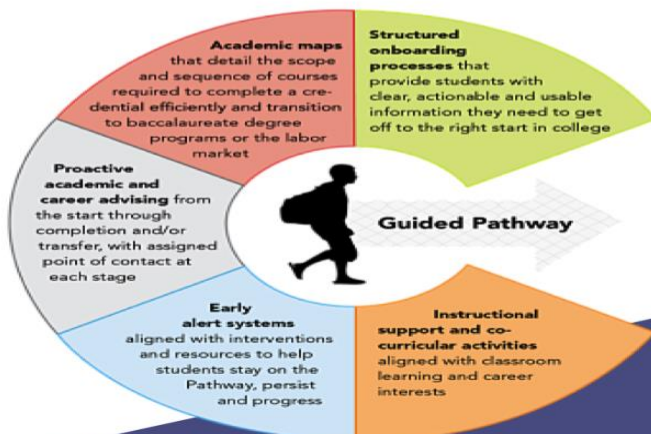 Academic maps
that detail the scope
and sequence of courses
required to complete a cre-
dential efficiently and transition
to baccalaureate degree
programs or the labor
market
Structured
onboarding
processes that
provide students with
clear, actionable and usable
information they need to get
off to the right start in college
Proactive
academic and
career advising from
the start through
completion and/or
transfer, with assigned
point of contact at
each stage
Guided Pathway
Early
alert systems
aligned with interventions
and resources to help
students stay on the
Pathway, persist
and progress
Instructional
support and co-
curricular activities
aligned with classroom
learning and career
interests